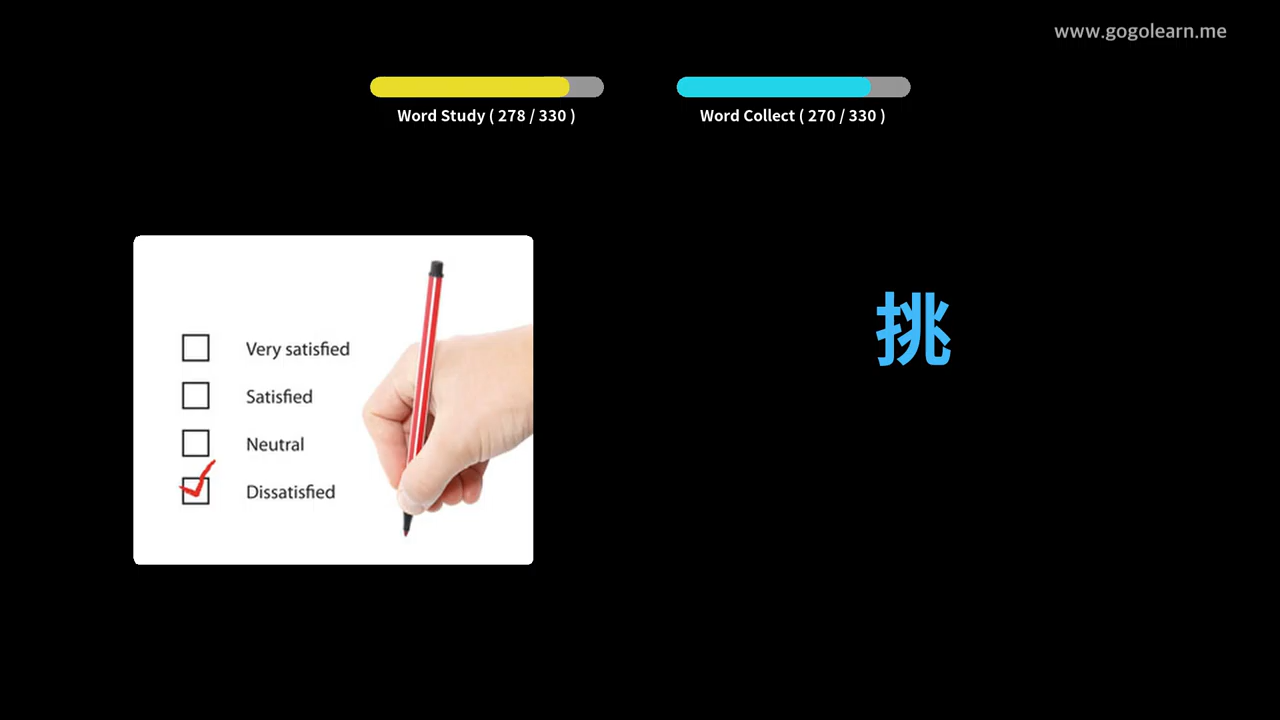 www.gogolearn.me
Word Study ( 278 / 330 )
Word Collect ( 270 / 330 )
Very satisfied
Satisfied
Neutral
Dissatisfied
挑